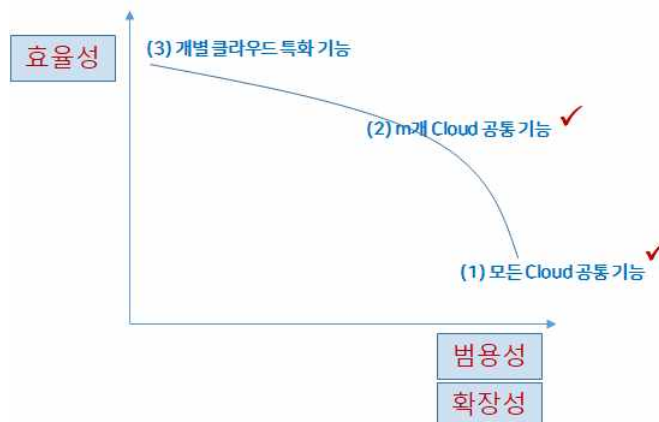 효율성
(3) 개별 클라우드 특화 기능
(2) m개 Cloud 공통 기능
(1) 모든 Cloud 공통 기능
범용성
확장성